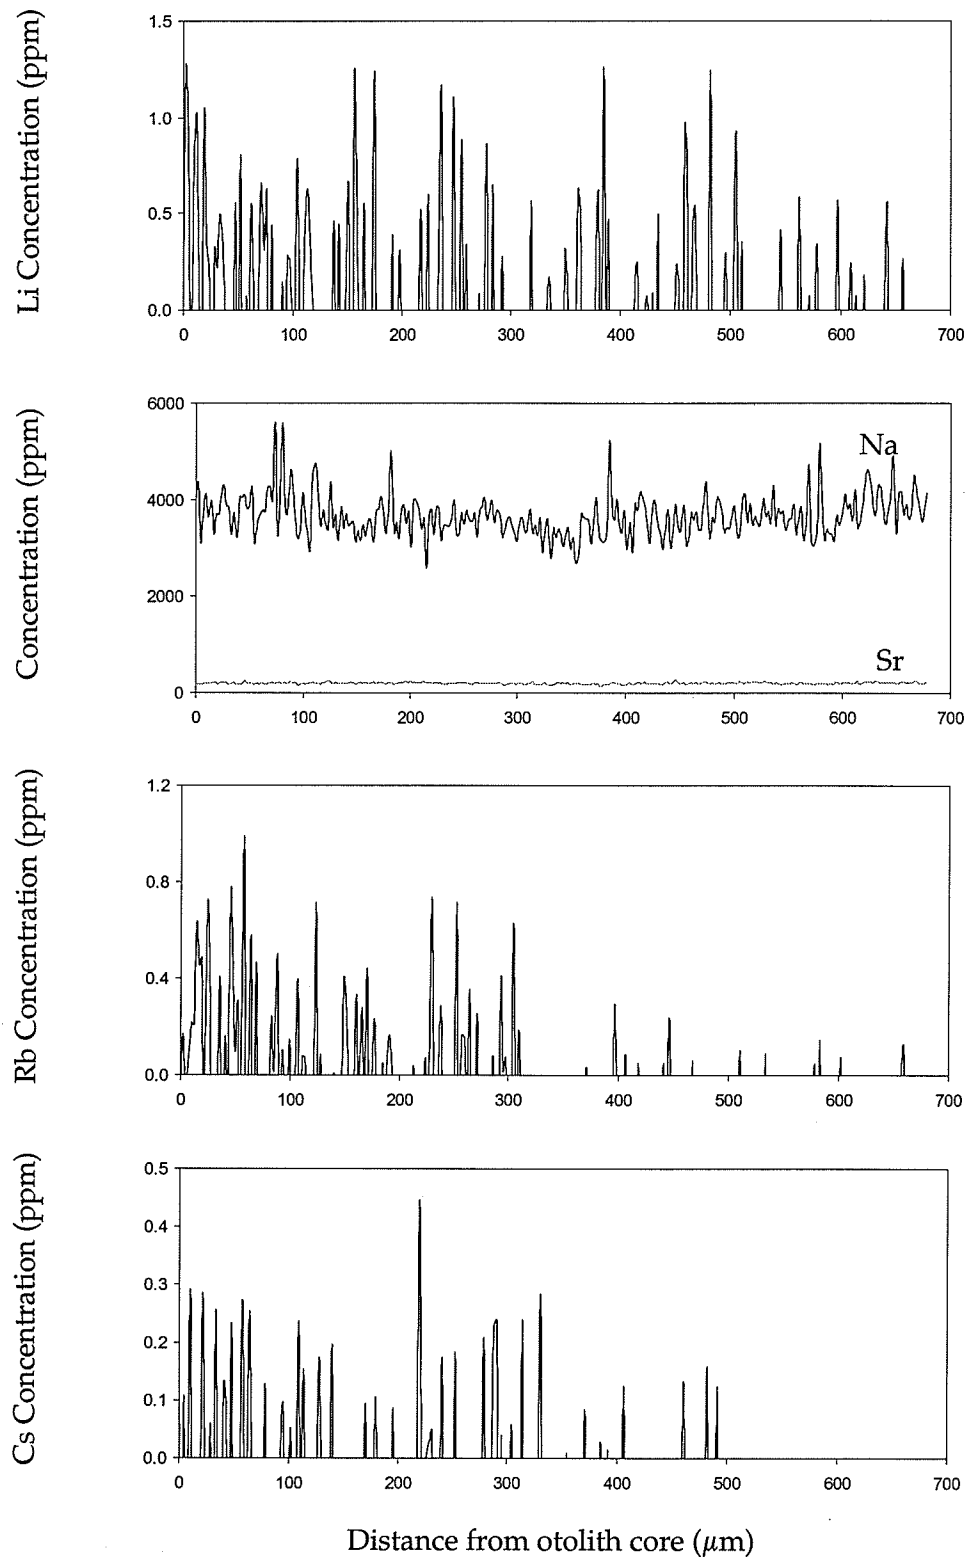 Li Concentration (ppm)
1.5
1.0
0.5
0.0
0 100 200 300 400 500 600 700
Concentration (ppm)
6000
4000
2000
0
Na
Sr
0 100 200 300 400 500 600 700
Rb Concentration (ppm)
1.2
0.8
0.4
0.0
0 100 200 300 400 500 600 700
Cs Concentration (ppm)
0.5
0.4
0.3
0.2
0.1
0.0
0 100 200 300 400 500 600 700
Distance from otolith core (μm)